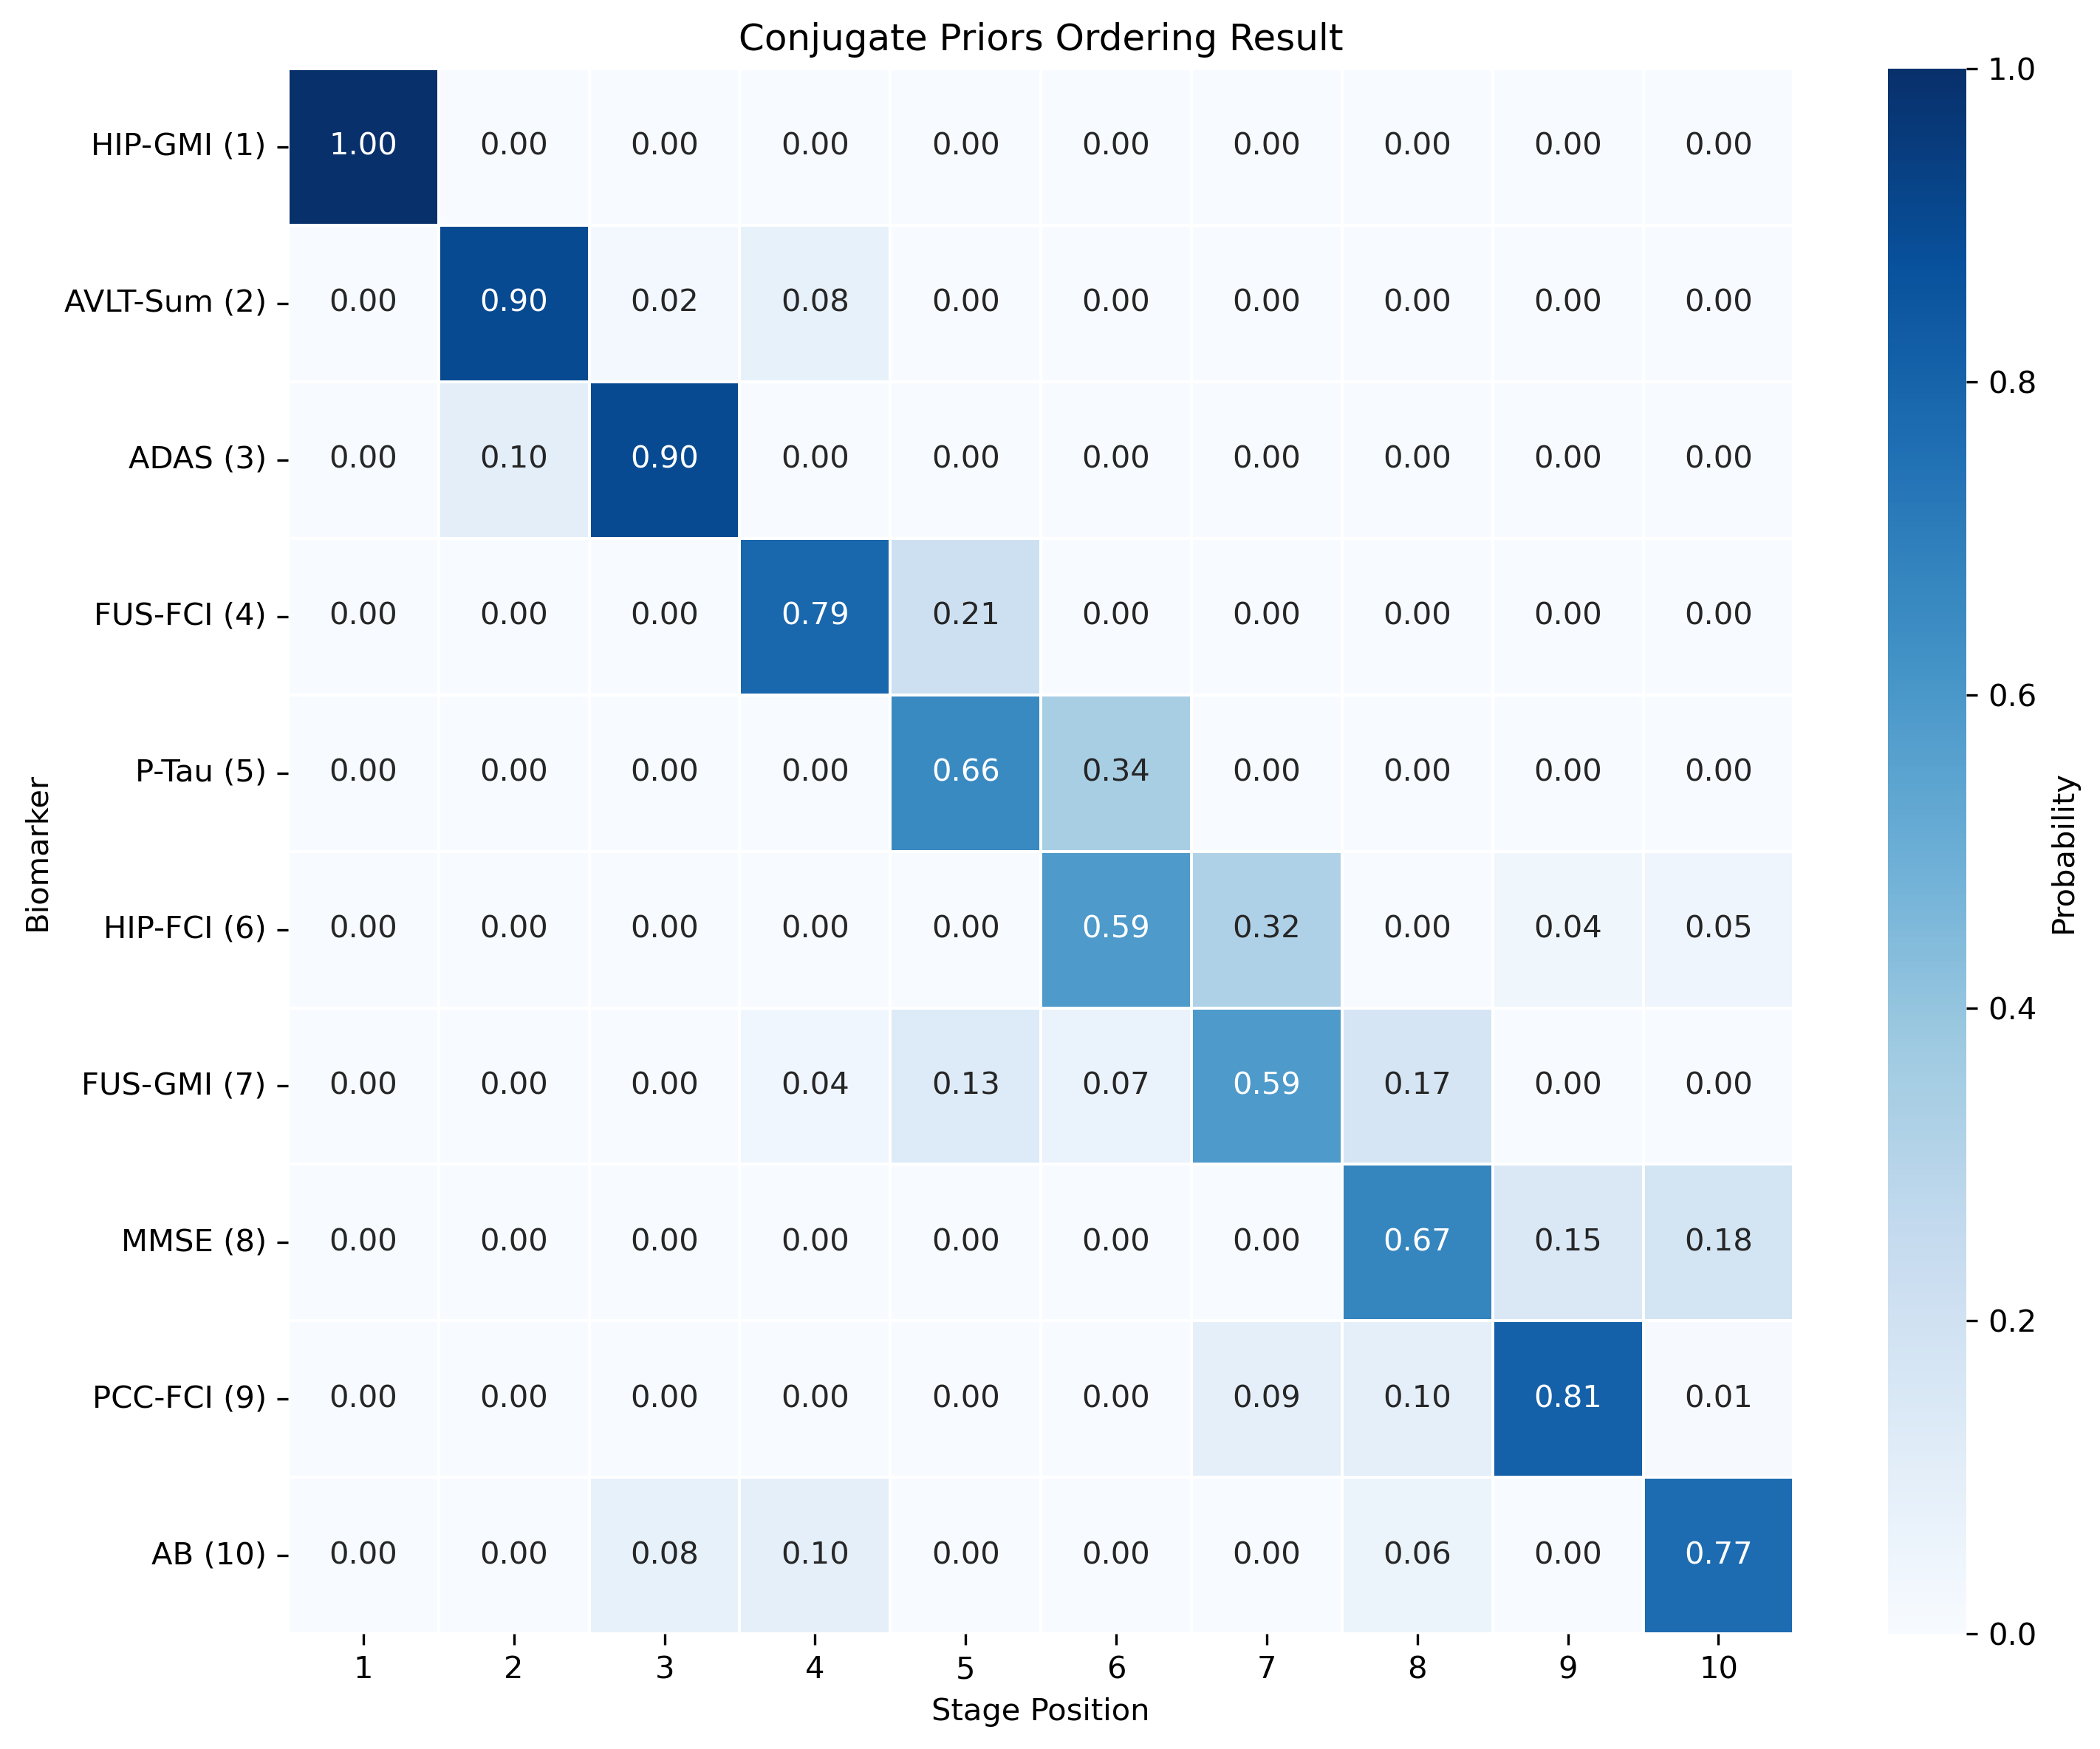 Conjugate Priors Ordering Result
HIP-GMI (1) 1.00 0.00 0.00 0.00 0.00 0.00 0.00 0.00 0.00 0.00
AVLT-Sum (2) 0.00 0.90 0.02 0.08 0.00 0.00 0.00 0.00 0.00 0.00
ADAS (3) 0.00 0.10 0.90 0.00 0.00 0.00 0.00 0.00 0.00 0.00
FUS-FCI (4) 0.00 0.00 0.00 0.79 0.21 0.00 0.00 0.00 0.00 0.00
P-Tau (5) 0.00 0.00 0.00 0.00 0.66 0.34 0.00 0.00 0.00 0.00
HIP-FCI (6) 0.00 0.00 0.00 0.00 0.00 0.59 0.32 0.00 0.04 0.05
FUS-GMI (7) 0.00 0.00 0.00 0.04 0.13 0.07 0.59 0.17 0.00 0.00
MMSE (8) 0.00 0.00 0.00 0.00 0.00 0.00 0.00 0.67 0.15 0.18
PCC-FCI (9) 0.00 0.00 0.00 0.00 0.00 0.00 0.09 0.10 0.81 0.01
AB (10) 0.00 0.00 0.08 0.10 0.00 0.00 0.00 0.06 0.00 0.77
1 2 3 4 5 6 7 8 9 10
Stage Position
Biomarker
1.0
0.8
0.6
0.4
0.2
0.0
Probability